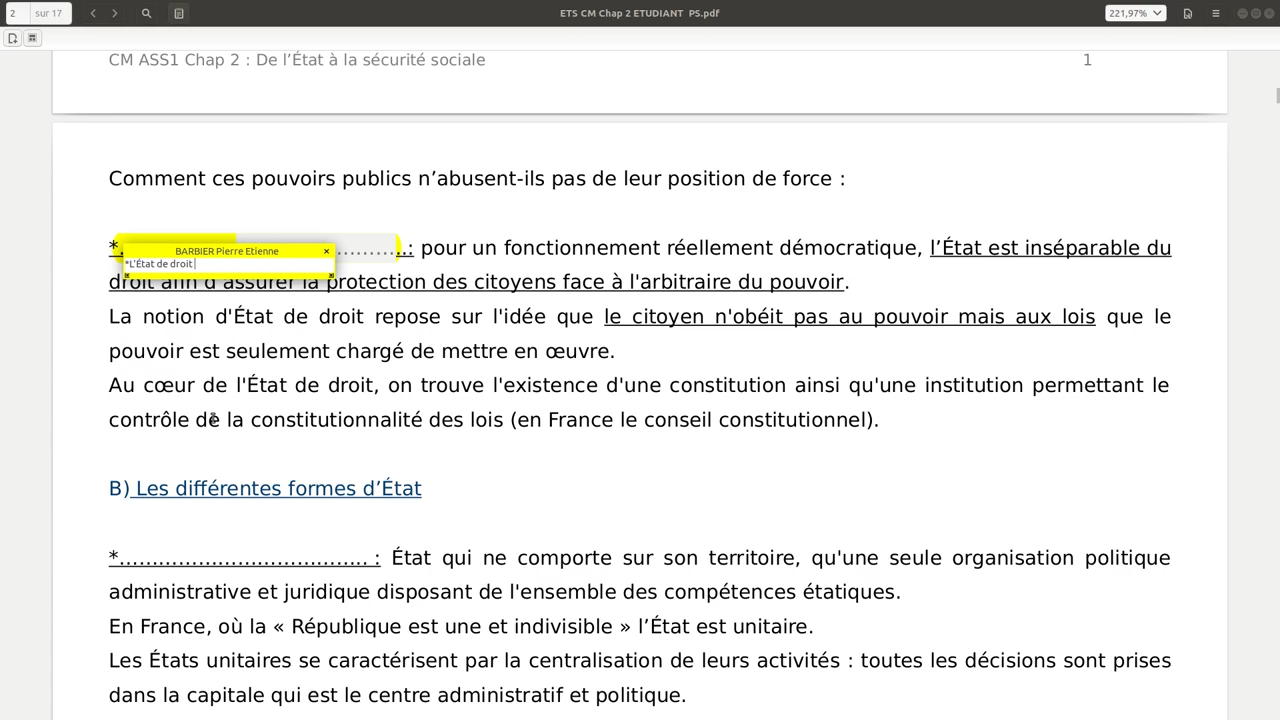 2 sur 17
ETS CM Chap 2 ETUDIANT PS.pdf
221,97%
CM ASS1 Chap 2 : De l’État à la sécurité sociale 1
Comment ces pouvoirs publics n’abusent-ils pas de leur position de force :
BARBIER Pierre Etienne
*L'État de droit
*...........: pour un fonctionnement réellement démocratique, l’État est inséparable du
droit afin d'assurer la protection des citoyens face à l'arbitraire du pouvoir.
La notion d'État de droit repose sur l'idée que le citoyen n'obéit pas au pouvoir mais aux lois que le
pouvoir est seulement chargé de mettre en œuvre.
Au cœur de l'État de droit, on trouve l'existence d'une constitution ainsi qu'une institution permettant le
contrôle de la constitutionnalité des lois (en France le conseil constitutionnel).
B) Les différentes formes d’État
*...................................... : État qui ne comporte sur son territoire, qu'une seule organisation politique
administrative et juridique disposant de l'ensemble des compétences étatiques.
En France, où la « République est une et indivisible » l’État est unitaire.
Les États unitaires se caractérisent par la centralisation de leurs activités : toutes les décisions sont prises
dans la capitale qui est le centre administratif et politique.